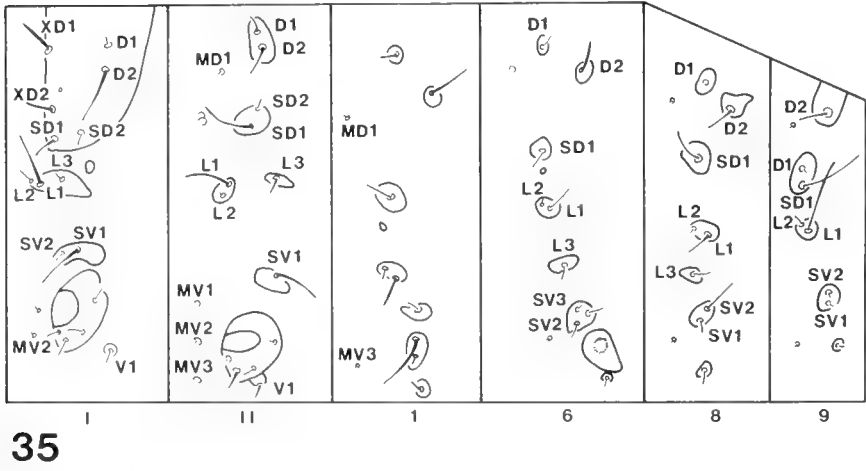 XD1
D1
D2
XD2
SD1
SD2
L3
L2
L1
SV2
SV1
MV2
V1
D1
D2
MD1
SD2
SD1
L1
L3
L2
SV1
MV1
MV2
MV3
V1
MD1
MV3
D1
D2
SD1
L2
L1
L3
SV3
SV2
D1
D2
SD1
L2
L1
L3
SV2
SV1
D2
D1
SD1
L2
L1
SV2
SV1
I II 1 6 8 9
35